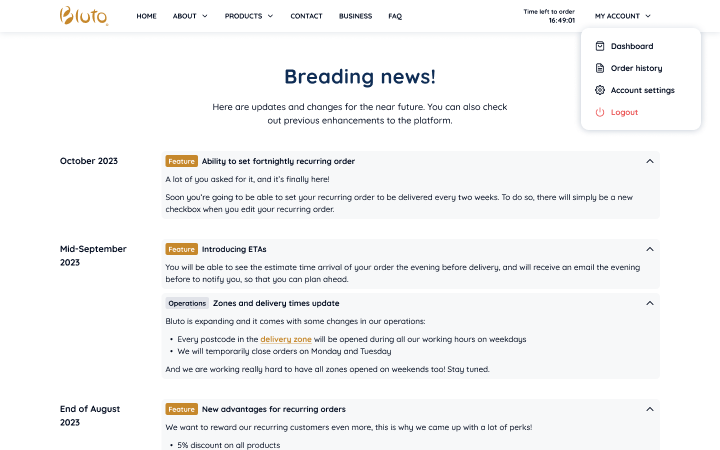 Bluto
HOME
ABOUT
PRODUCTS
CONTACT
BUSINESS
FAQ
Time left to order
16:49:01
MY ACCOUNT
Dashboard
Order history
Account settings
Logout
Breading news!
Here are updates and changes for the near future. You can also check
out previous enhancements to the platform.
October 2023
Feature Ability to set fortnightly recurring order
A lot of you asked for it, and it's finally here!
Soon you're going to be able to set your recurring order to be delivered every two weeks. To do so, there will simply be a new
checkbox when you edit your recurring order.
Mid-September
2023
Feature Introducing ETAs
You will be able to see the estimate time arrival of your order the evening before delivery, and will receive an email the evening
before to notify you, so that you can plan ahead.
Operations Zones and delivery times update
Bluto is expanding and it comes with some changes in our operations:
• Every postcode in the delivery zone will be opened during all our working hours on weekdays
• We will temporarily close orders on Monday and Tuesday
And we are working really hard to have all zones opened on weekends too! Stay tuned.
End of August
2023
Feature New advantages for recurring orders
We want to reward our recurring customers even more, this is why we came up with a lot of perks!
• 5% discount on all products